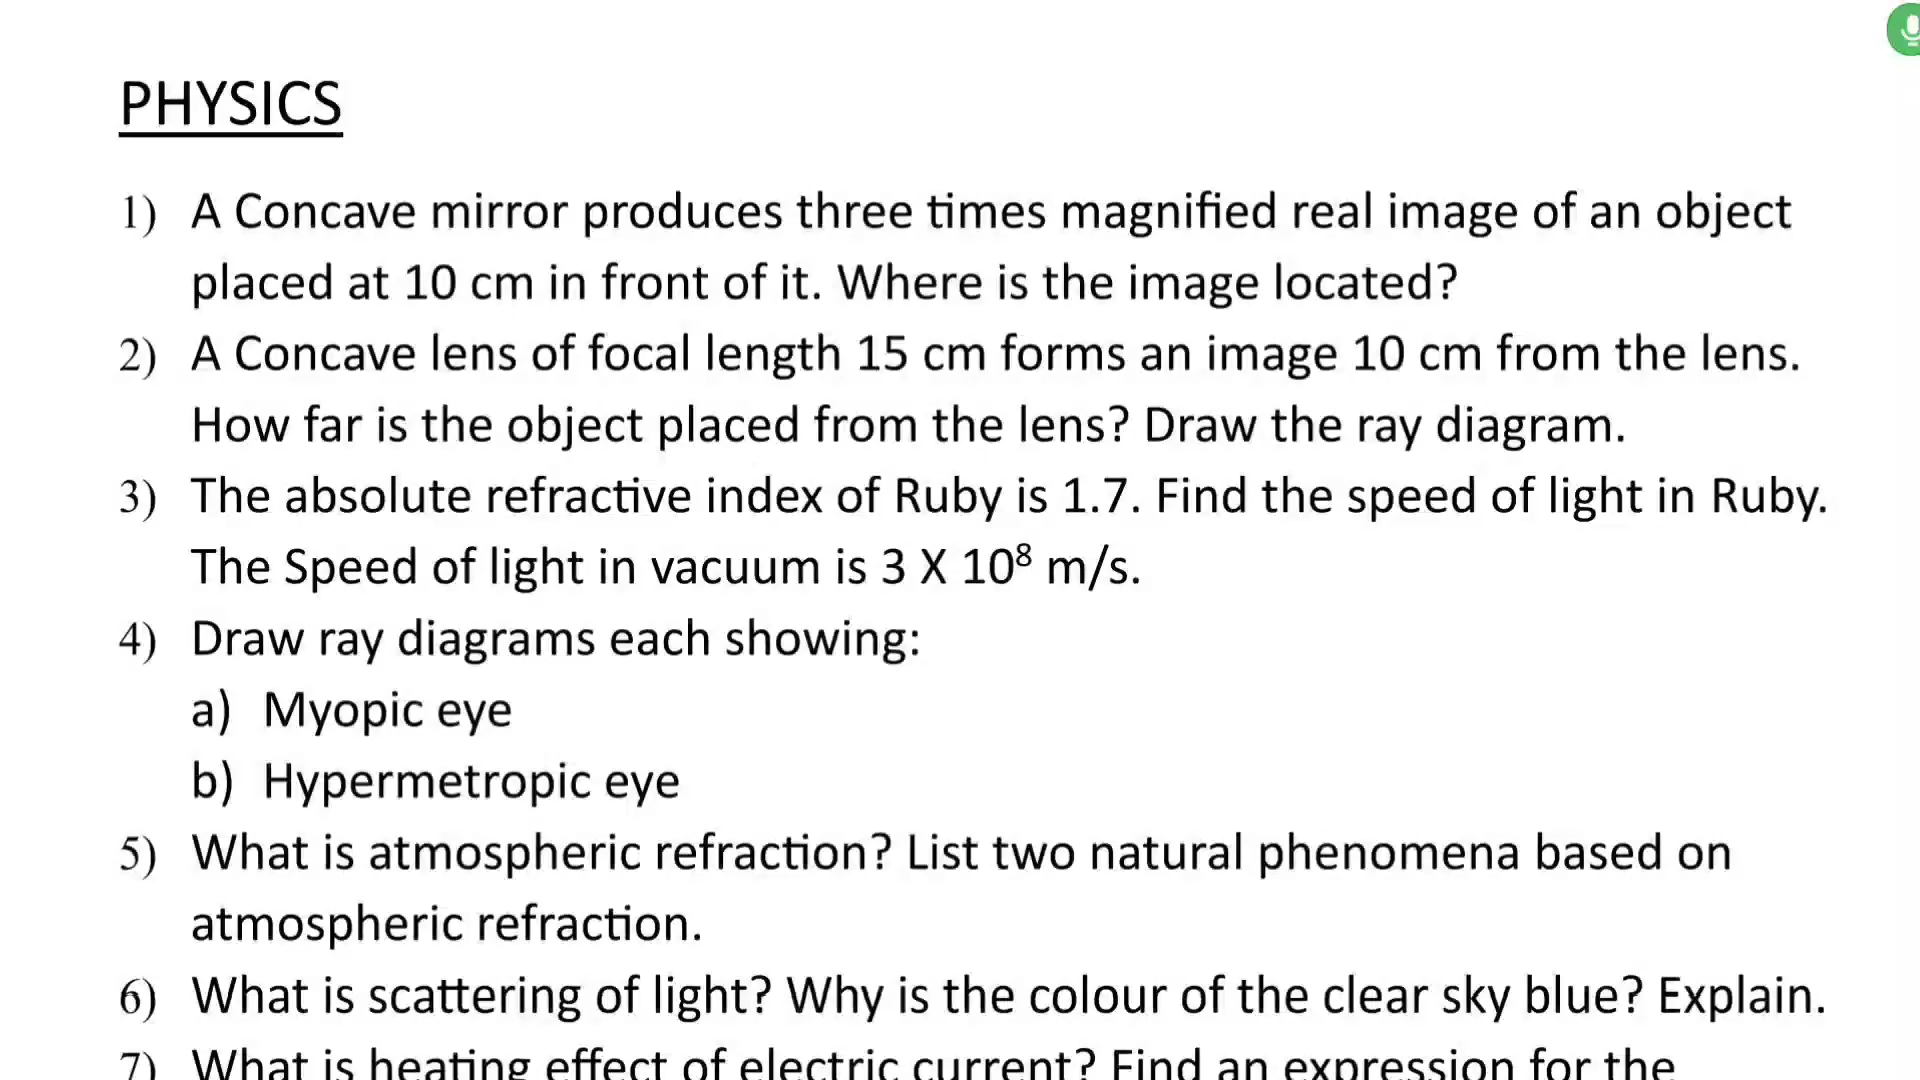 PHYSICS
1) A Concave mirror produces three times magnified real image of an object
placed at 10 cm in front of it. Where is the image located?
2) A Concave lens of focal length 15 cm forms an image 10 cm from the lens.
How far is the object placed from the lens? Draw the ray diagram.
3) The absolute refractive index of Ruby is 1.7. Find the speed of light in Ruby.
The Speed of light in vacuum is 3 X 10⁸ m/s.
4) Draw ray diagrams each showing:
a) Myopic eye
b) Hypermetropic eye
5) What is atmospheric refraction? List two natural phenomena based on
atmospheric refraction.
6) What is scattering of light? Why is the colour of the clear sky blue? Explain.
7) What is heating effect of electric current? Find an expression for the